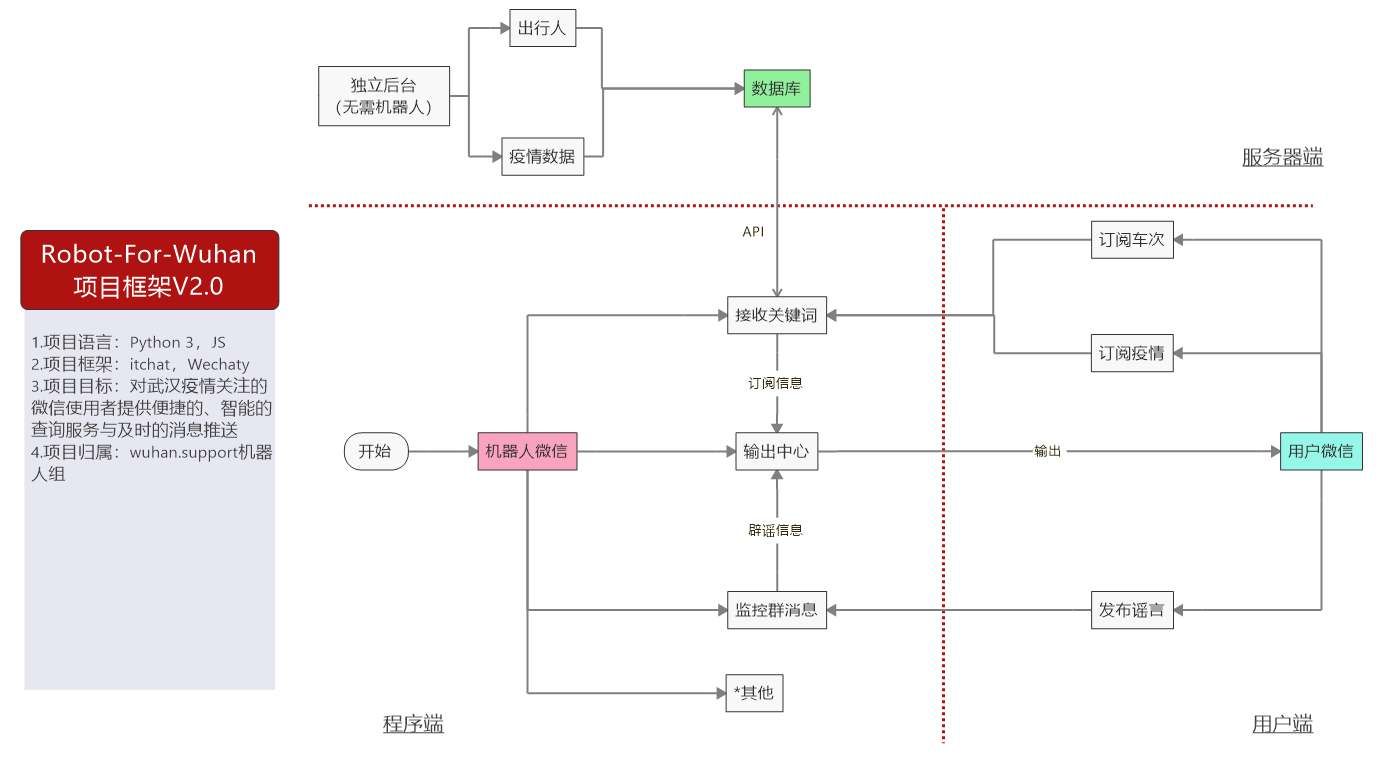 出行人
独立后台
（无需机器人）
数据库
疫情数据
服务器端
Robot-For-Wuhan
项目框架V2.0
1.项目语言：Python 3，JS
2.项目框架：itchat，Wechaty
3.项目目标：对武汉疫情关注的
微信使用者提供便捷的、智能的
查询服务与及时的消息推送
4.项目归属：wuhan.support机器
人组
API
订阅车次
接收关键词
订阅疫情
订阅信息
开始
机器人微信
输出中心
输出
用户微信
辟谣信息
监控群消息
发布谣言
*其他
程序端
用户端